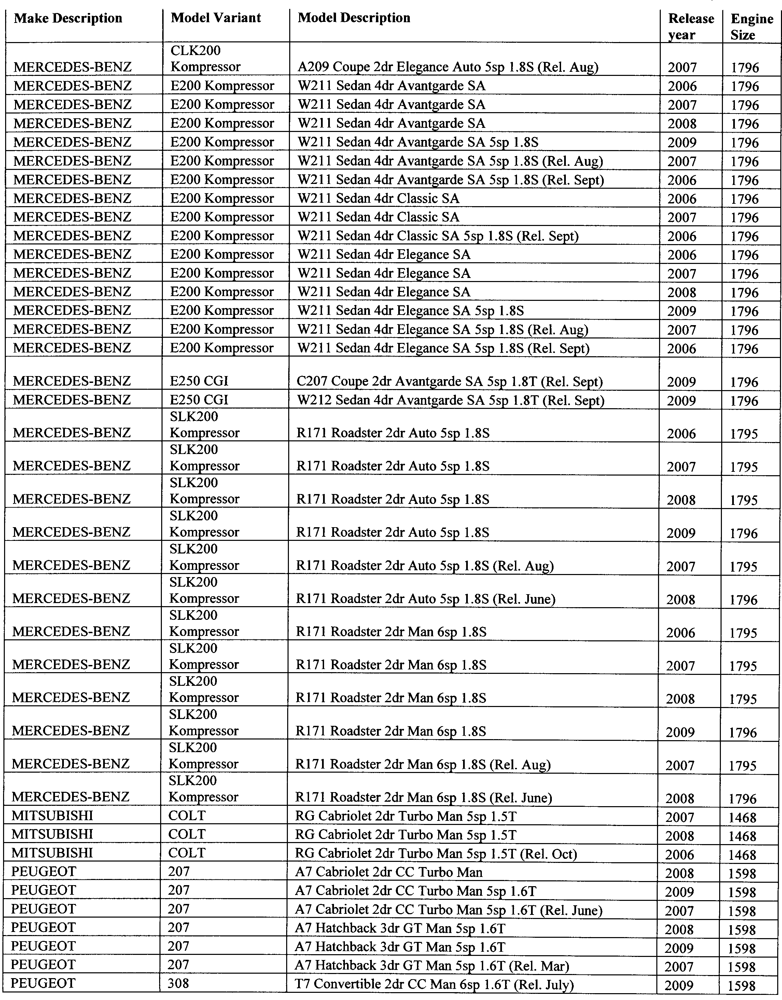 Make Description Model Variant Model Description Release Engine
year Size
CLK200
MERCEDES-BENZ Kompressor A209 Coupe 2dr Elegance Auto 5sp 1.8S (Rel. Aug) 2007 1796
MERCEDES-BENZ E200 Kompressor W211 Sedan 4dr Avantgarde SA 2006 1796
MERCEDES-BENZ E200 Kompressor W211 Sedan 4dr Avantgarde SA 2007 1796
MERCEDES-BENZ E200 Kompressor W211 Sedan 4dr Avantgarde SA 2008 1796
MERCEDES-BENZ E200 Kompressor W211 Sedan 4dr Avantgarde SA 5sp 1.8S 2009 1796
MERCEDES-BENZ E200 Kompressor W211 Sedan 4dr Avantgarde SA 5sp 1.8S (Rel. Aug) 2007 1796
MERCEDES-BENZ E200 Kompressor W211 Sedan 4dr Avantgarde SA 5sp 1.8S (Rel. Sept) 2006 1796
MERCEDES-BENZ E200 Kompressor W211 Sedan 4dr Classic SA 2006 1796
MERCEDES-BENZ E200 Kompressor W211 Sedan 4dr Classic SA 2007 1796
MERCEDES-BENZ E200 Kompressor W211 Sedan 4dr Classic SA 5sp 1.8S (Rel. Sept) 2006 1796
MERCEDES-BENZ E200 Kompressor W211 Sedan 4dr Elegance SA 2006 1796
MERCEDES-BENZ E200 Kompressor W211 Sedan 4dr Elegance SA 2007 1796
MERCEDES-BENZ E200 Kompressor W211 Sedan 4dr Elegance SA 2008 1796
MERCEDES-BENZ E200 Kompressor W211 Sedan 4dr Elegance SA 5sp 1.8S 2009 1796
MERCEDES-BENZ E200 Kompressor W211 Sedan 4dr Elegance SA 5sp 1.8S (Rel. Aug) 2007 1796
MERCEDES-BENZ E200 Kompressor W211 Sedan 4dr Elegance SA 5sp 1.8S (Rel. Sept) 2006 1796
MERCEDES-BENZ E250 CGI C207 Coupe 2dr Avantgarde SA 5sp 1.8T (Rel. Sept) 2009 1796
MERCEDES-BENZ E250 CGI W212 Sedan 4dr Avantgarde SA 5sp 1.8T (Rel. Sept) 2009 1796
SLK200
MERCEDES-BENZ Kompressor R171 Roadster 2dr Auto 5sp 1.8S 2006 1795
SLK200
MERCEDES-BENZ Kompressor R171 Roadster 2dr Auto 5sp 1.8S 2007 1795
SLK200
MERCEDES-BENZ Kompressor R171 Roadster 2dr Auto 5sp 1.8S 2008 1795
SLK200
MERCEDES-BENZ Kompressor R171 Roadster 2dr Auto 5sp 1.8S 2009 1796
SLK200
MERCEDES-BENZ Kompressor R171 Roadster 2dr Auto 5sp 1.8S (Rel. Aug) 2007 1795
SLK200
MERCEDES-BENZ Kompressor R171 Roadster 2dr Auto 5sp 1.8S (Rel. June) 2008 1796
SLK200
MERCEDES-BENZ Kompressor R171 Roadster 2dr Man 6sp 1.8S 2006 1795
SLK200
MERCEDES-BENZ Kompressor R171 Roadster 2dr Man 6sp 1.8S 2007 1795
SLK200
MERCEDES-BENZ Kompressor R171 Roadster 2dr Man 6sp 1.8S 2008 1795
SLK200
MERCEDES-BENZ Kompressor R171 Roadster 2dr Man 6sp 1.8S 2009 1796
SLK200
MERCEDES-BENZ Kompressor R171 Roadster 2dr Man 6sp 1.8S (Rel. Aug) 2007 1795
SLK200
MERCEDES-BENZ Kompressor R171 Roadster 2dr Man 6sp 1.8S (Rel. June) 2008 1796
MITSUBISHI COLT RG Cabriolet 2dr Turbo Man 5sp 1.5T 2007 1468
MITSUBISHI COLT RG Cabriolet 2dr Turbo Man 5sp 1.5T 2008 1468
MITSUBISHI COLT RG Cabriolet 2dr Turbo Man 5sp 1.5T (Rel. Oct) 2006 1468
PEUGEOT 207 A7 Cabriolet 2dr CC Turbo Man 2008 1598
PEUGEOT 207 A7 Cabriolet 2dr CC Turbo Man 5sp 1.6T 2009 1598
PEUGEOT 207 A7 Cabriolet 2dr CC Turbo Man 5sp 1.6T (Rel. June) 2007 1598
PEUGEOT 207 A7 Hatchback 3dr GT Man 5sp 1.6T 2008 1598
PEUGEOT 207 A7 Hatchback 3dr GT Man 5sp 1.6T 2009 1598
PEUGEOT 207 A7 Hatchback 3dr GT Man 5sp 1.6T (Rel. Mar) 2007 1598
PEUGEOT 308 T7 Convertible 2dr CC Man 6sp 1.6T (Rel. July) 2009 1598